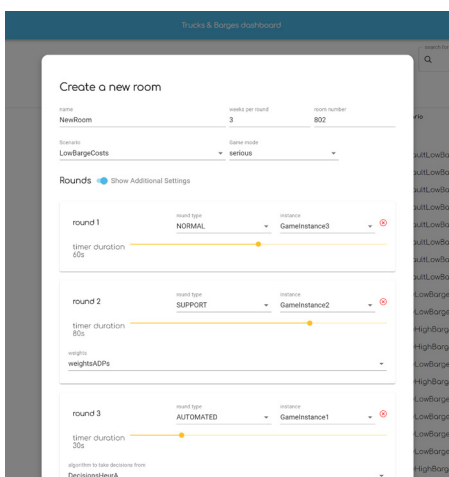 Trucks & Barges dashboard
search for
Create a new room
name
weeks per round
room number
NewRoom
3
802
Scenario
Game mode
LowBargeCosts
serious
Rounds
Show Additional Settings
round 1
round type
instance
NORMAL
GameInstance3
timer duration
60s
round 2
round type
instance
SUPPORT
GameInstance2
timer duration
80s
weights
weightsADPs
round 3
round type
instance
AUTOMATED
GameInstance1
timer duration
30s
algorithm to take decisions from
DecisionsHeurA